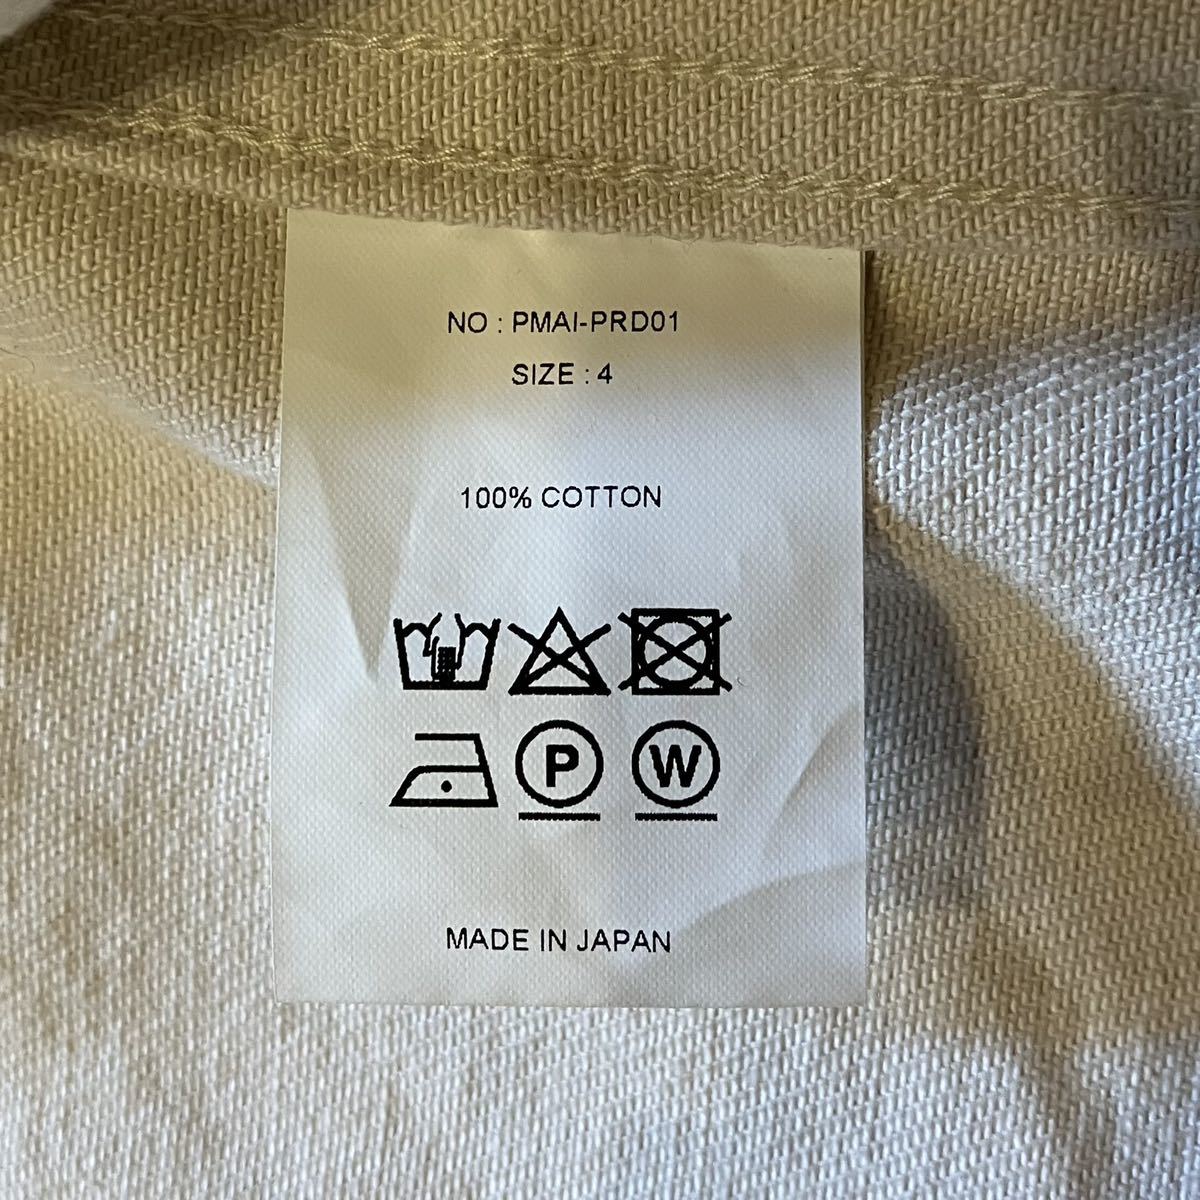 NO : PMAI-PRD01
SIZE : 4
100% COTTON
P W
MADE IN JAPAN